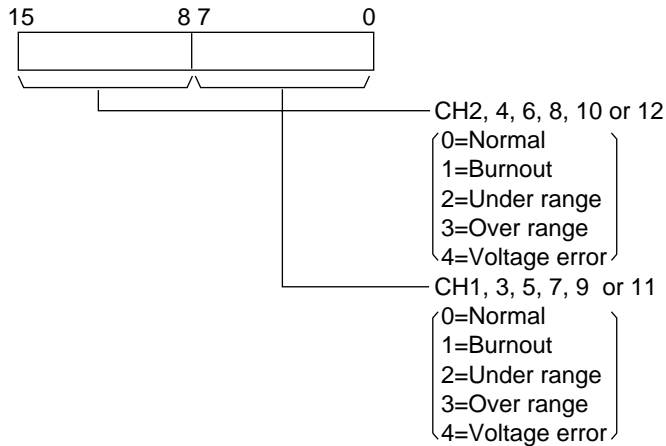 15 8 7 0
CH2, 4, 6, 8, 10 or 12
0=Normal
1=Burnout
2=Under range
3=Over range
4=Voltage error
CH1, 3, 5, 7, 9 or 11
0=Normal
1=Burnout
2=Under range
3=Over range
4=Voltage error